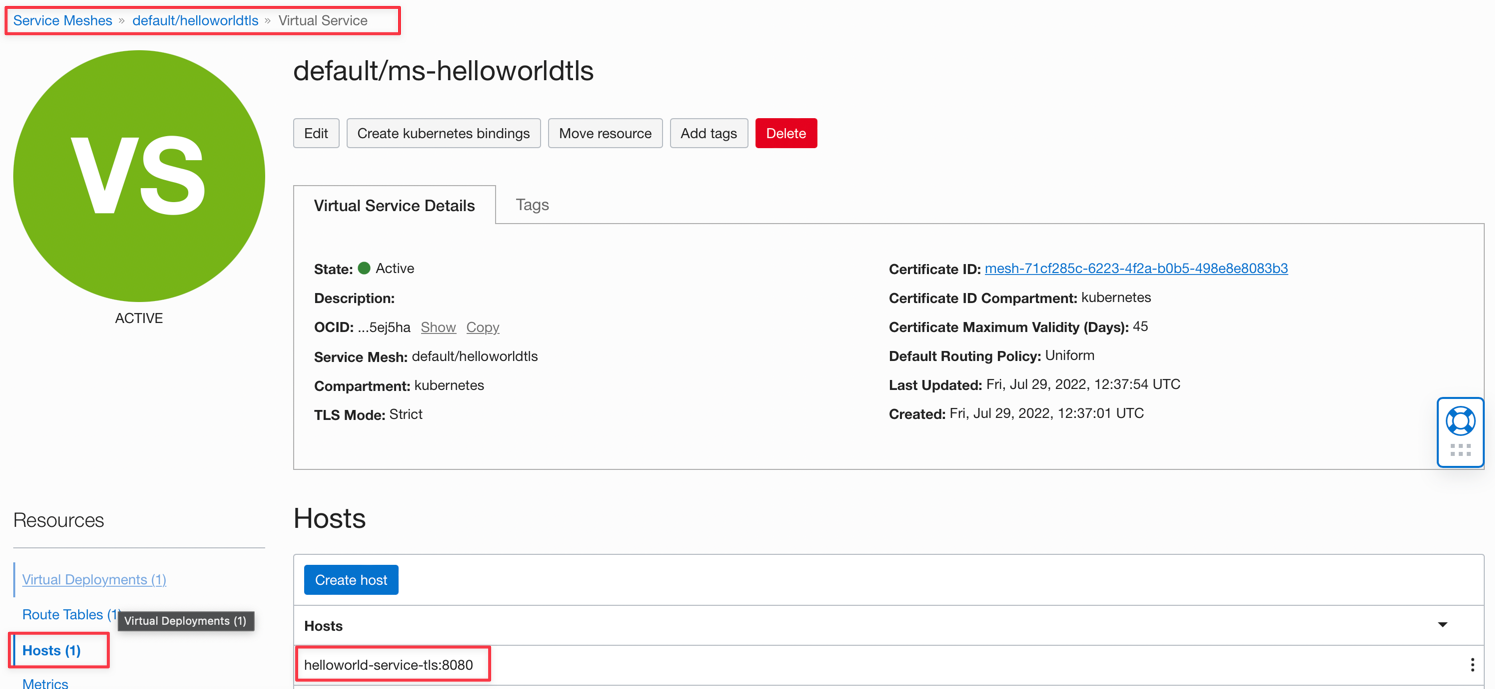 Service Meshes » default/helloworldtls » Virtual Service
VS
ACTIVE
default/ms-helloworldtls
Edit Create kubernetes bindings Move resource Add tags Delete
Virtual Service Details Tags
State: Active
Description:
OCID: ...5ej5ha Show Copy
Service Mesh: default/helloworldtls
Compartment: kubernetes
TLS Mode: Strict
Certificate ID: mesh-71cf285c-6223-4f2a-b0b5-498e8e8083b3
Certificate ID Compartment: kubernetes
Certificate Maximum Validity (Days): 45
Default Routing Policy: Uniform
Last Updated: Fri, Jul 29, 2022, 12:37:54 UTC
Created: Fri, Jul 29, 2022, 12:37:01 UTC
Resources
Virtual Deployments (1)
Route Tables (1)
Virtual Deployments (1)
Hosts (1)
Metrics
Hosts
Create host
Hosts
helloworld-service-tls:8080